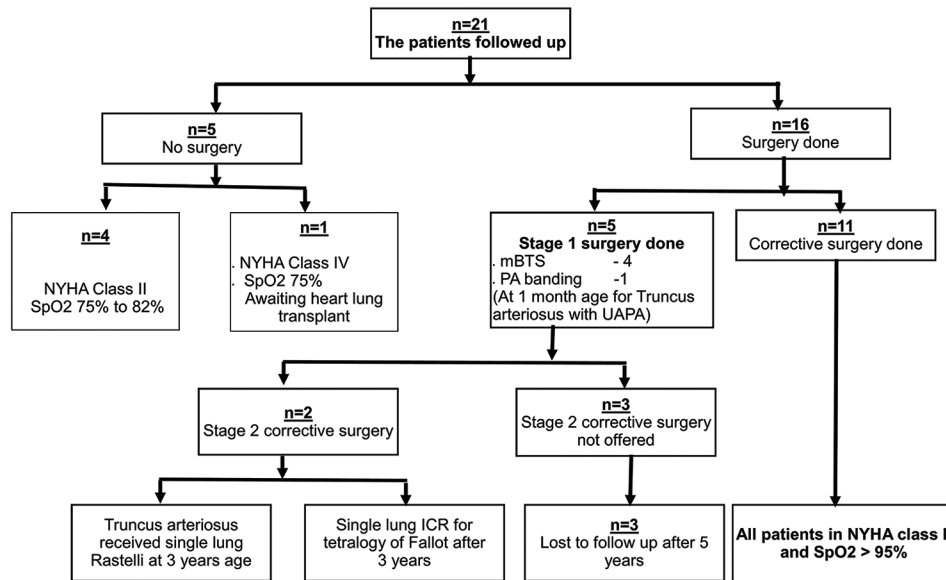 n=21
The patients followed up
n=5
No surgery
n=16
Surgery done
n=4
NYHA Class II
SpO2 75% to 82%
n=1
. NYHA Class IV
. SpO2 75%
Awaiting heart lung
transplant
n=5
Stage 1 surgery done
. mBTS - 4
. PA banding -1
(At 1 month age for Truncus
arteriosus with UAPA)
n=11
Corrective surgery done
n=2
Stage 2 corrective surgery
n=3
Stage 2 corrective surgery
not offered
Truncus arteriosus
received single lung
Rastelli at 3 years age
Single lung ICR for
tetralogy of Fallot after
3 years
n=3
Lost to follow up after 5
years
All patients in NYHA class I
and SpO2 > 95%